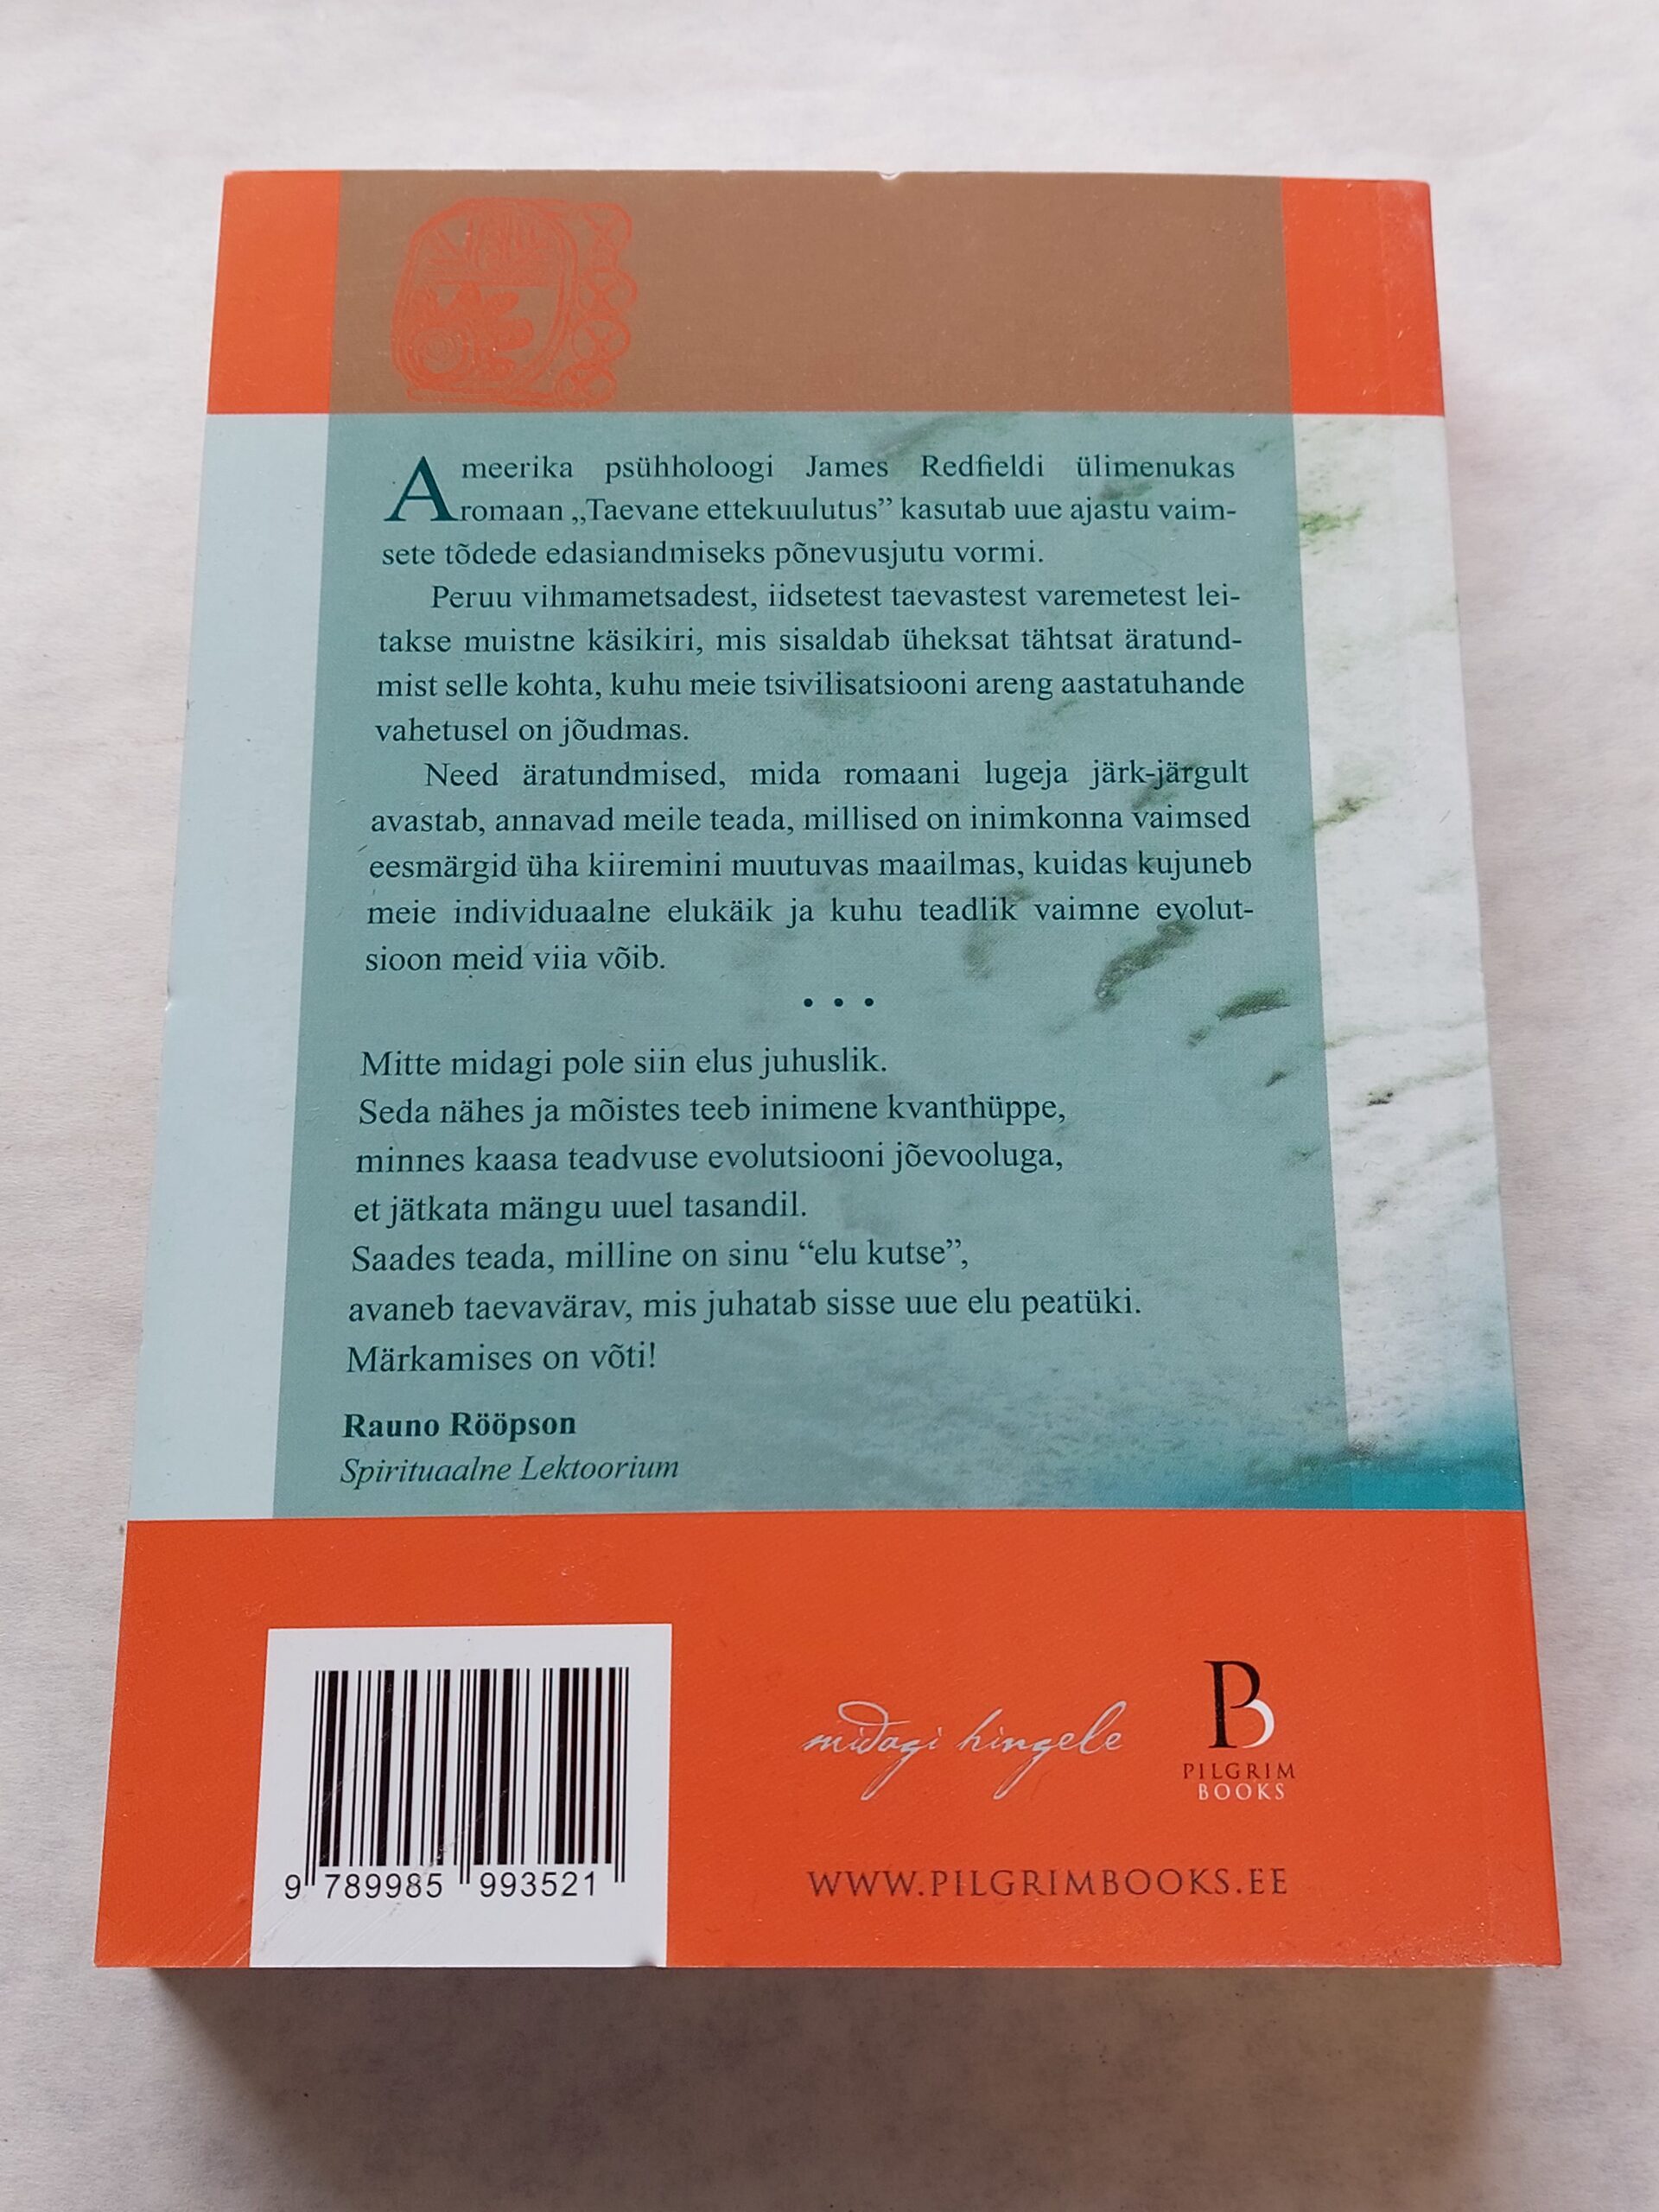 Ameerika psühholoogi James Redfieldi ülimenukas
romaan „Taevane ettekuulutus” kasutab uue ajastu vaim-
sete tõdede edasiandmiseks põnevusjutu vormi.
Peruu vihmametsadest, iidsetest taevastest varemetest lei-
takse muistne käsikiri, mis sisaldab üheksat tähtsat äratund-
mist selle kohta, kuhu meie tsivilisatsiooni areng aastatuhande
vahetusel on jõudmas.
Need äratundmised, mida romaani lugeja järk-järgult
avastab, annavad meile teada, millised on inimkonna vaimsed
eesmärgid üha kiiremini muutuvas maailmas, kuidas kujuneb
meie individuaalne elukäik ja kuhu teadlik vaimne evolut-
sioon meid viia võib.
• • •
Mitte midagi pole siin elus juhuslik.
Seda nähes ja mõistes teeb inimene kvanthüppe,
minnes kaasa teadvuse evolutsiooni jõevooluga,
et jätkata mängu uuel tasandil.
Saades teada, milline on sinu “elu kutse”,
avaneb taevavärav, mis juhatab sisse uue elu peatüki.
Märkamises on võti!
Rauno Rööpson
Spirituaalne Lektoorium
9 789985 993521
midagi hingele
PB
PILGRIM
BOOKS
WWW.PILGRIMBOOKS.EE